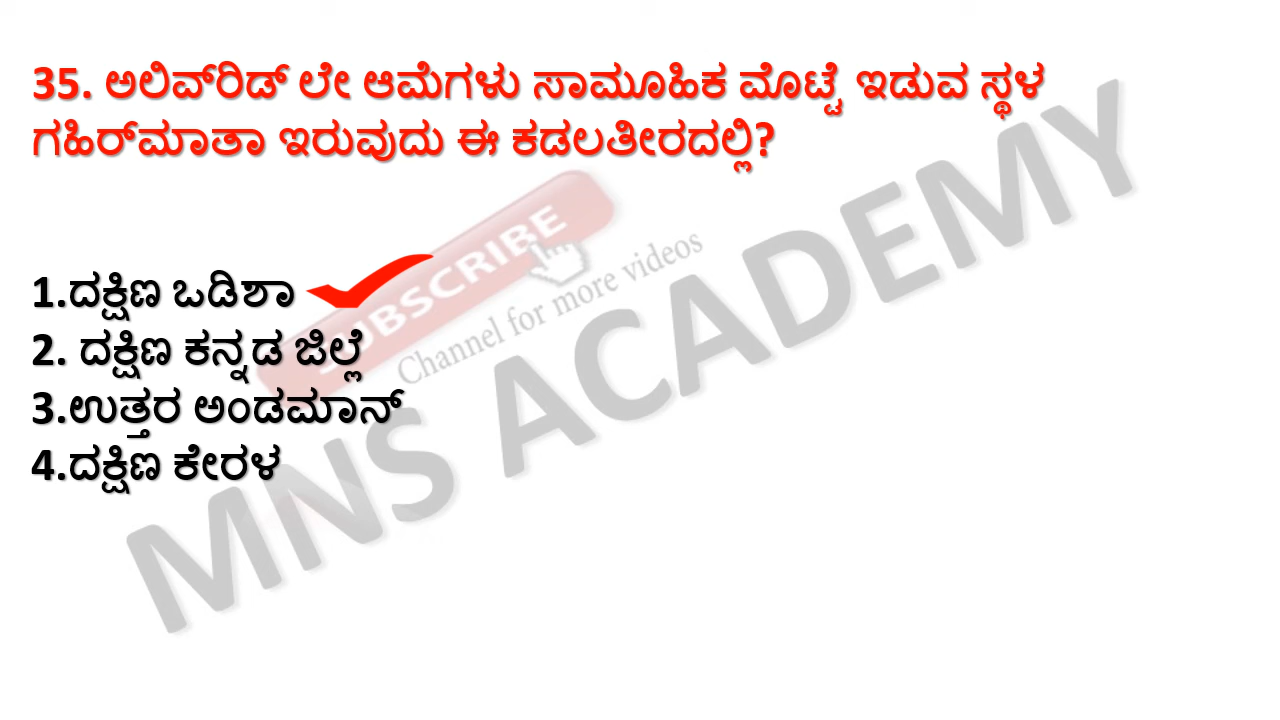 35. ಅಲಿವ್‌ರಿಡ್ ಲೇ ಆಮೆಗಳು ಸಾಮೂಹಿಕ ಮೊಟ್ಟೆ ಇಡುವ ಸ್ಥಳ
ಗಹಿರ್‌ಮಾತಾ ಇರುವುದು ಈ ಕಡಲತೀರದಲ್ಲಿ?
1.ದಕ್ಷಿಣ ಒಡಿಶಾ
2. ದಕ್ಷಿಣ ಕನ್ನಡ ಜಿಲ್ಲೆ
3.ಉತ್ತರ ಅಂಡಮಾನ್
4.ದಕ್ಷಿಣ ಕೇರಳ
SUBSCRIBE
Channel for more videos
MNS ACADEMY